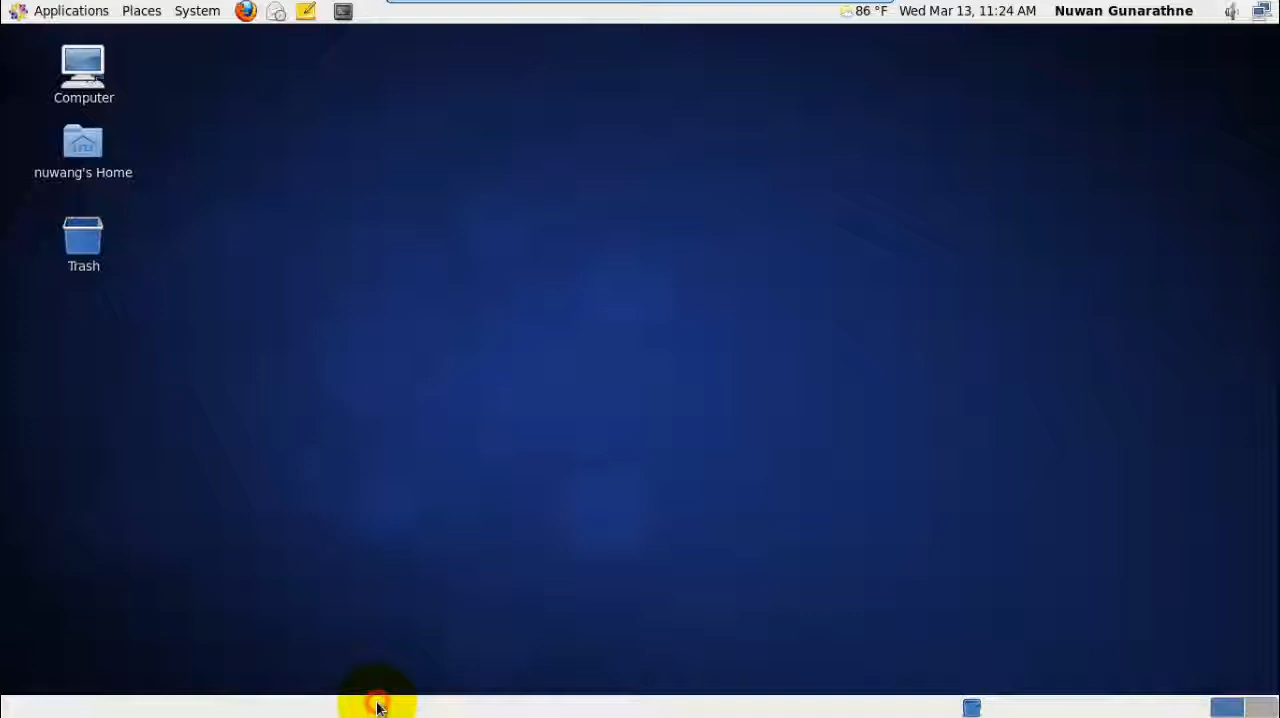 Applications Places System 86 °F Wed Mar 13, 11:24 AM Nuwan Gunarathne
Computer
nuwang's Home
Trash